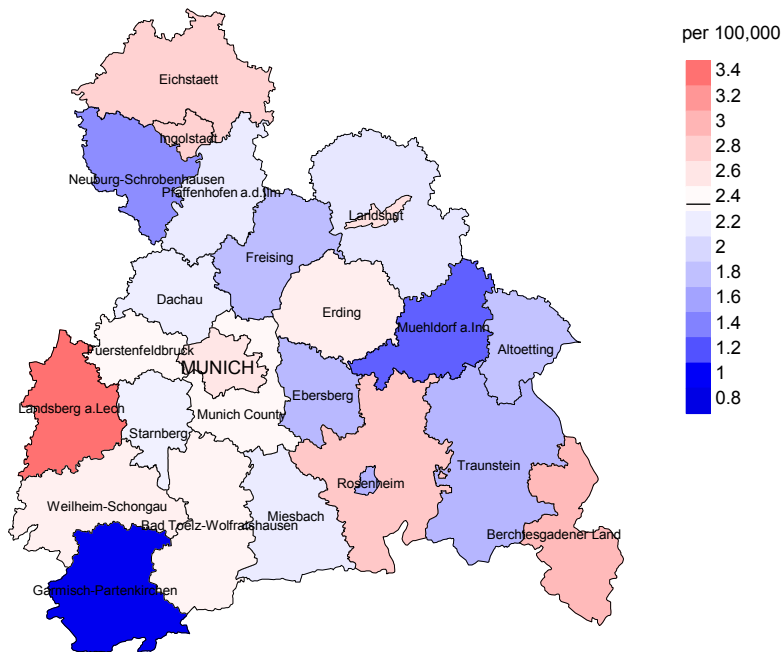 per 100,000
3.4
3.2
3
2.8
2.6
2.4
2.2
2
1.8
1.6
1.4
1.2
1
0.8
Eichstaett
Ingolstadt
Neuburg-Schrobenhausen
Pfaffenhofen a.d.Ilm
Landshut
Freising
Dachau
Erding
Muehldorf a.Inn
Altoetting
Fuerstenfeldbruck
MUNICH
Ebersberg
Landsberg a.Lech
Munich County
Starnberg
Traunstein
Rosenheim
Weilheim-Schongau
Miesbach
Bad Toelz-Wolfratshausen
Berchtesgadener Land
Garmisch-Partenkirchen